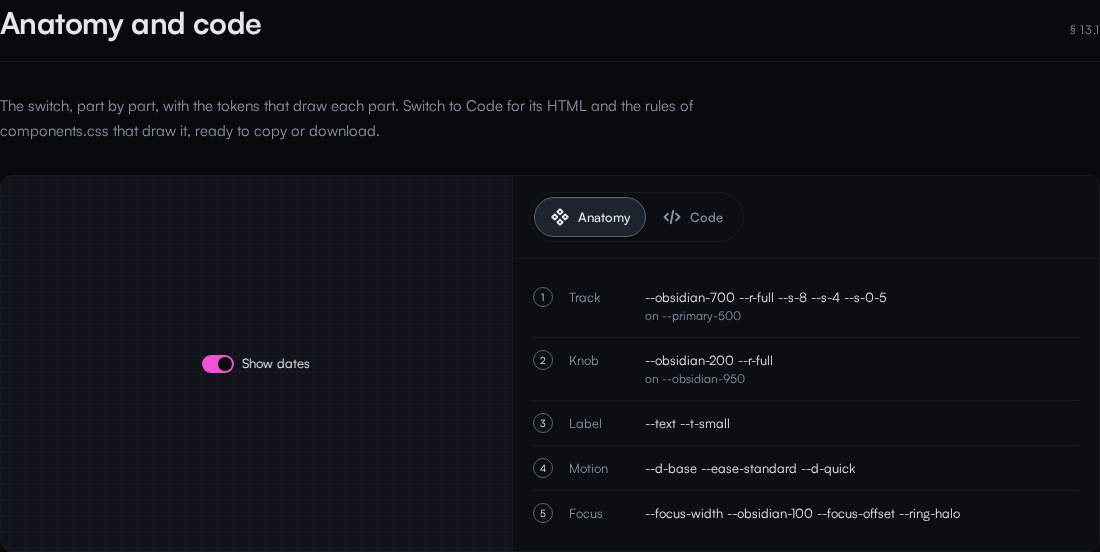 Anatomy and code
§ 13.1
The switch, part by part, with the tokens that draw each part. Switch to Code for its HTML and the rules of
components.css that draw it, ready to copy or download.
Anatomy
Code
Show dates
1 Track --obsidian-700 --r-full --s-8 --s-4 --s-0-5
on --primary-500
2 Knob --obsidian-200 --r-full
on --obsidian-950
3 Label --text --t-small
4 Motion --d-base --ease-standard --d-quick
5 Focus --focus-width --obsidian-100 --focus-offset --ring-halo